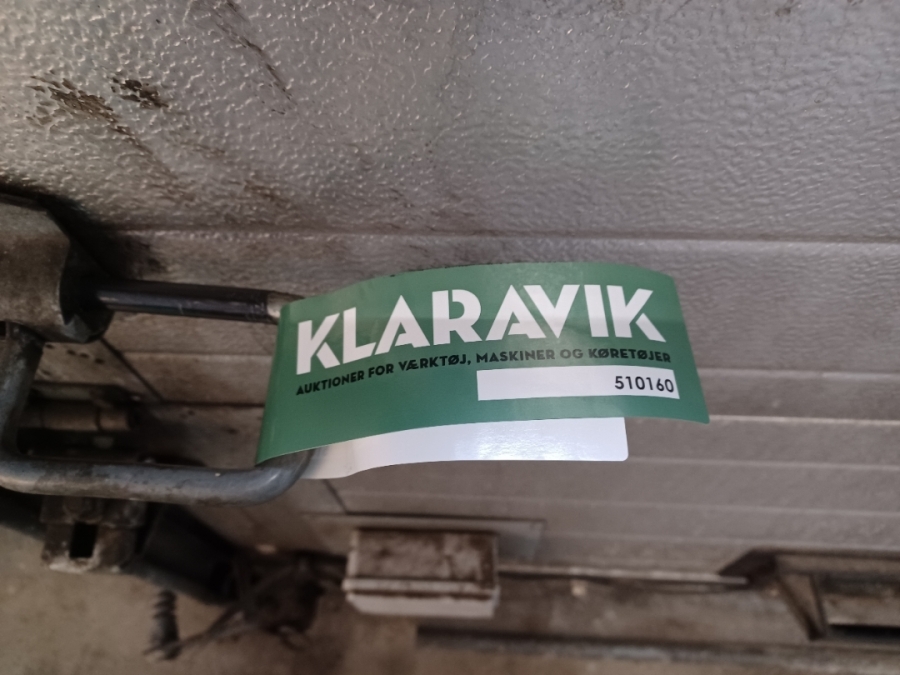 KLARAVIK
AUKTIONER FOR VÆRKTØJ, MASKINER OG KØRETØJER
510160